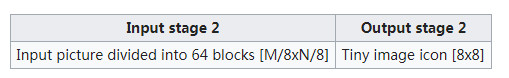 Input stage 2 Output stage 2
Input picture divided into 64 blocks [M/8xN/8] Tiny image icon [8x8]